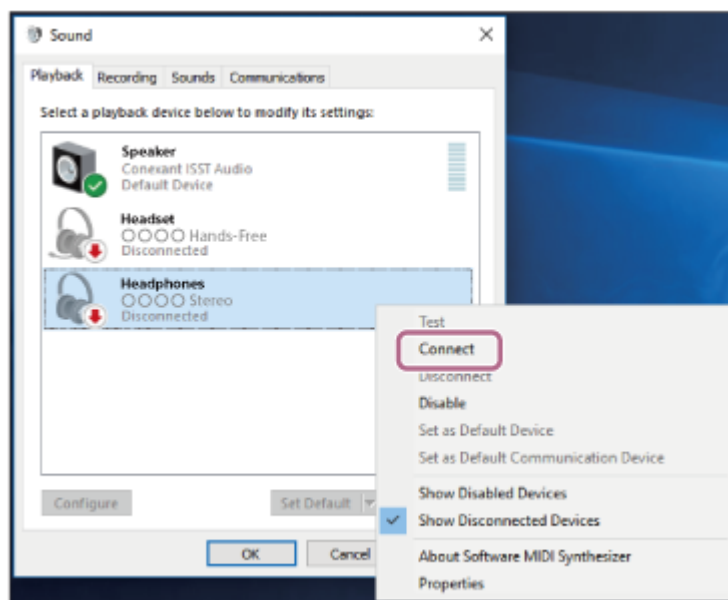 Sound
Playback Recording Sounds Communications
Select a playback device below to modify its settings:
Speaker
Conexant ISST Audio
Default Device
Headset
○○○○ Hands-Free
Disconnected
Headphones
○○○○ Stereo
Disconnected
Test
Connect
Disconnect
Disable
Set as Default Device
Set as Default Communication Device
Show Disabled Devices
Show Disconnected Devices
About Software MIDI Synthesizer
Properties
Configure Set Default
OK Cancel